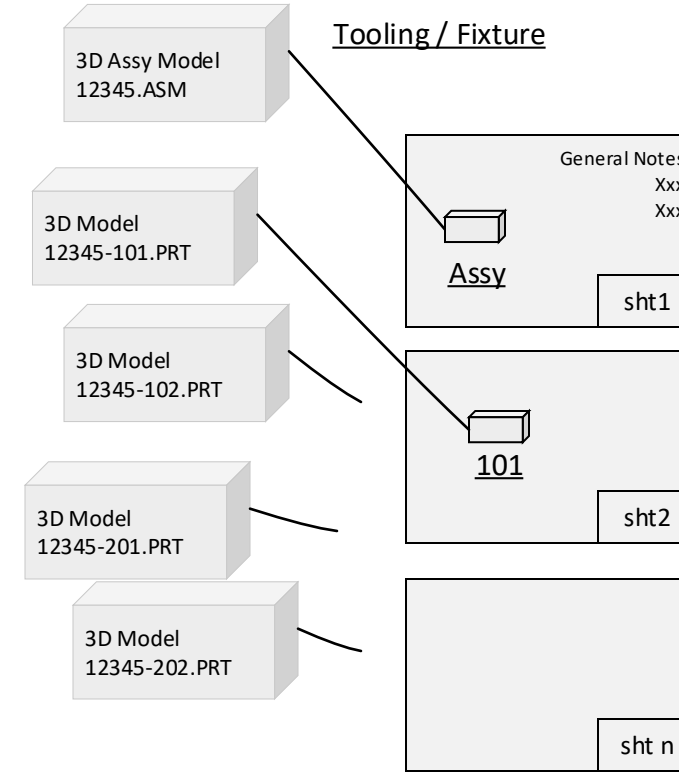 Tooling / Fixture
3D Assy Model
12345.ASM
3D Model
12345-101.PRT
3D Model
12345-102.PRT
3D Model
12345-201.PRT
3D Model
12345-202.PRT
General Notes
Xxx
Xxx
Assy
sht1
101
sht2
sht n